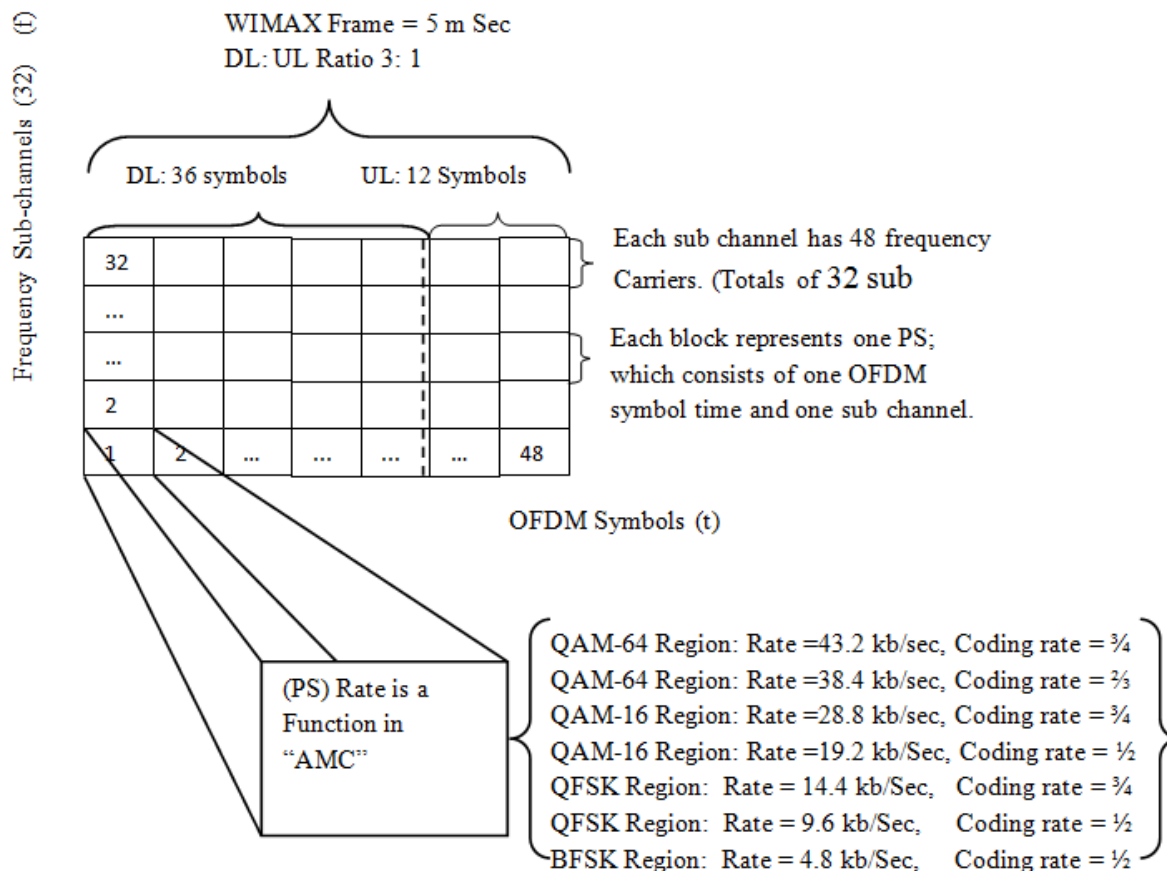 WIMAX Frame = 5 m Sec
DL: UL Ratio 3: 1
Frequency Sub-channels (32) (f)
DL: 36 symbols UL: 12 Symbols
32
...
...
2
1 2 ... ... ... ... 48
Each sub channel has 48 frequency
Carriers. (Totals of 32 sub
Each block represents one PS;
which consists of one OFDM
symbol time and one sub channel.
OFDM Symbols (t)
(PS) Rate is a
Function in
“AMC”
QAM-64 Region: Rate =43.2 kb/sec, Coding rate = ¾
QAM-64 Region: Rate =38.4 kb/sec, Coding rate = ⅔
QAM-16 Region: Rate =28.8 kb/sec, Coding rate = ¾
QAM-16 Region: Rate =19.2 kb/Sec, Coding rate = ½
QFSK Region: Rate = 14.4 kb/Sec, Coding rate = ¾
QFSK Region: Rate = 9.6 kb/Sec, Coding rate = ½
BFSK Region: Rate = 4.8 kb/Sec, Coding rate = ½